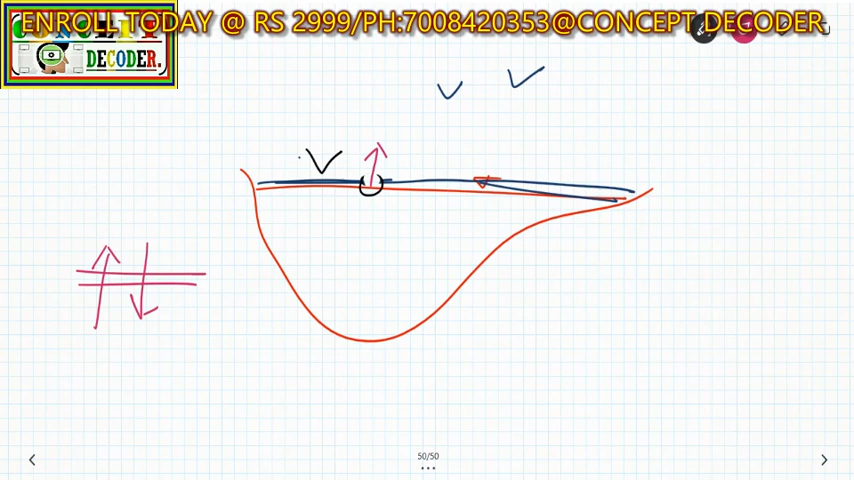 ENROLL TODAY @ RS 2999/PH:7008420353@CONCEPT DECODER
DECODER.
V
50/50